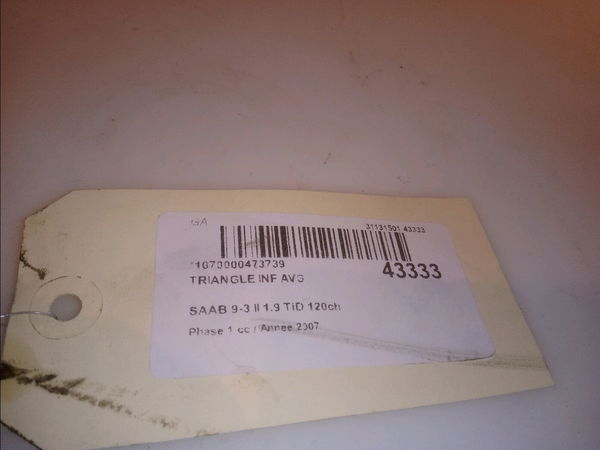 GA
31131501 43333
*1070000473739
43333
TRIANGLE INF AVG
SAAB 9-3 II 1.9 TiD 120ch
Phase 1 cc / Année 2007